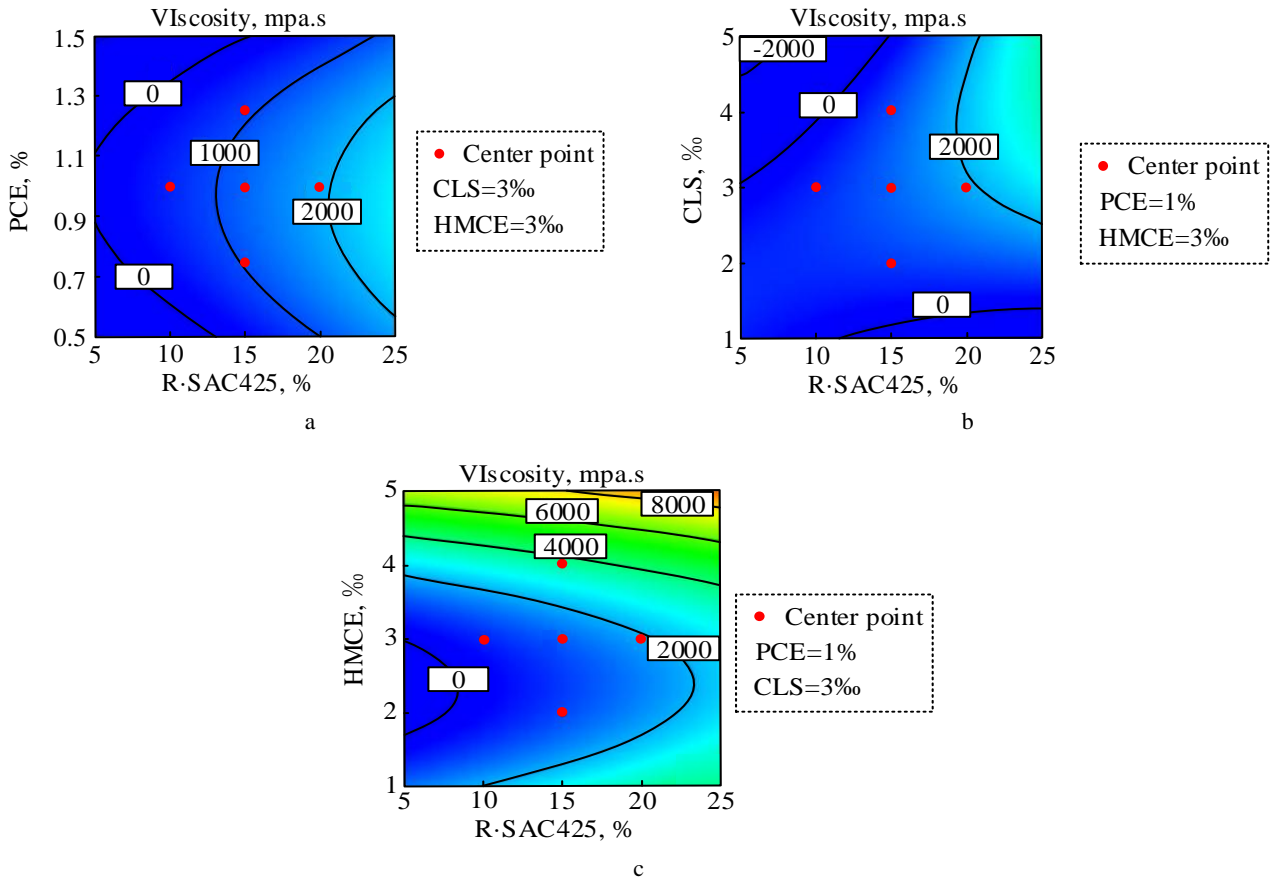 VIscosity, mpa.s
1.5
1.3
1.1
0.9
0.7
0.5
PCE, %
0
1000
2000
0
5 10 15 20 25
R·SAC425, %
Center point
CLS=3‰
HMCE=3‰
a
VIscosity, mpa.s
5
4
3
2
1
CLS, ‰
-2000
0
2000
0
5 10 15 20 25
R·SAC425, %
Center point
PCE=1%
HMCE=3‰
b
VIscosity, mpa.s
5
4
3
2
1
HMCE, ‰
8000
6000
4000
2000
0
5 10 15 20 25
R·SAC425, %
Center point
PCE=1%
CLS=3‰
c